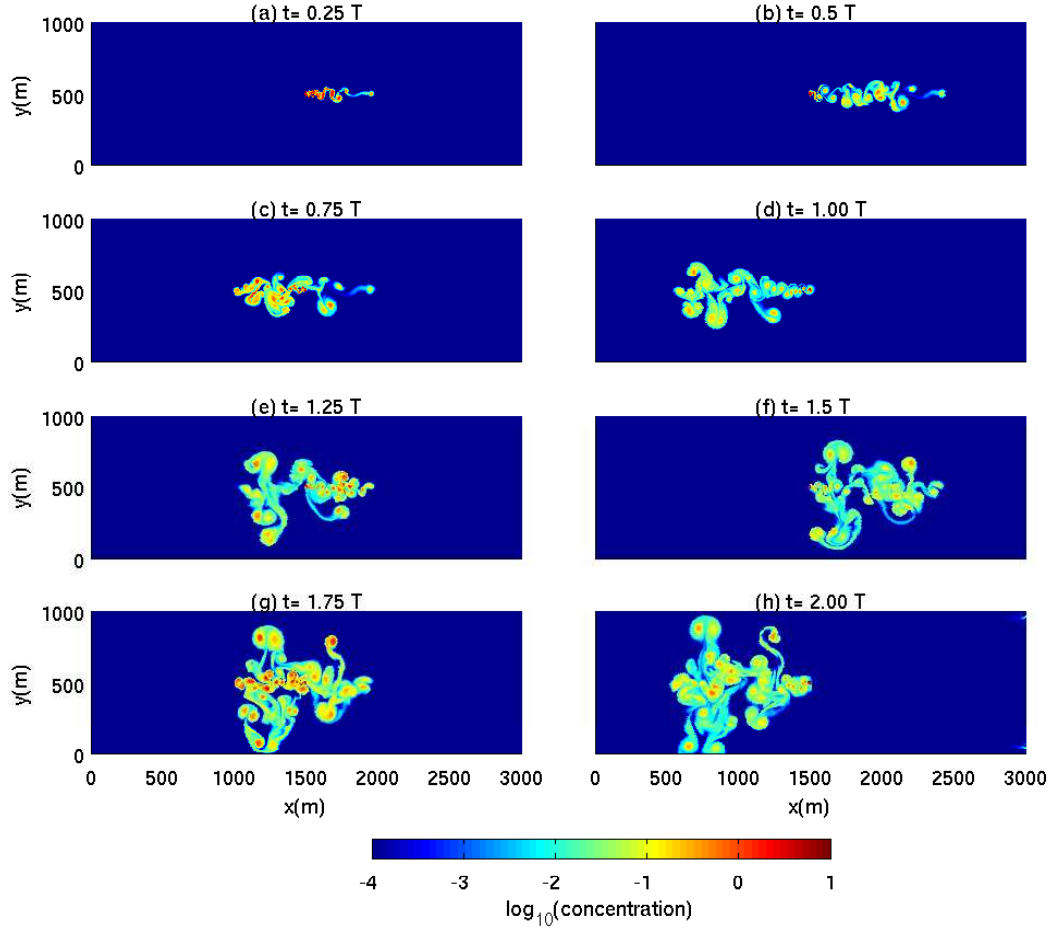 (a) t= 0.25 T
(b) t= 0.5 T
1000
500
0
y(m)
(c) t= 0.75 T
(d) t= 1.00 T
1000
500
0
y(m)
(e) t= 1.25 T
(f) t= 1.5 T
1000
500
0
y(m)
(g) t= 1.75 T
(h) t= 2.00 T
1000
500
0
y(m)
0 500 1000 1500 2000 2500 3000
0 500 1000 1500 2000 2500 3000
x(m)
x(m)
-4 -3 -2 -1 0 1
log10(concentration)